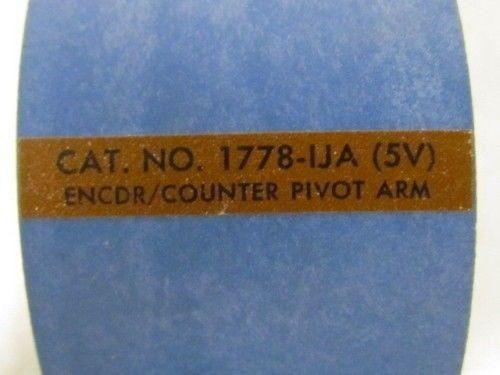 CAT. NO. 1778-IJA (5V)
ENCDR/COUNTER PIVOT ARM